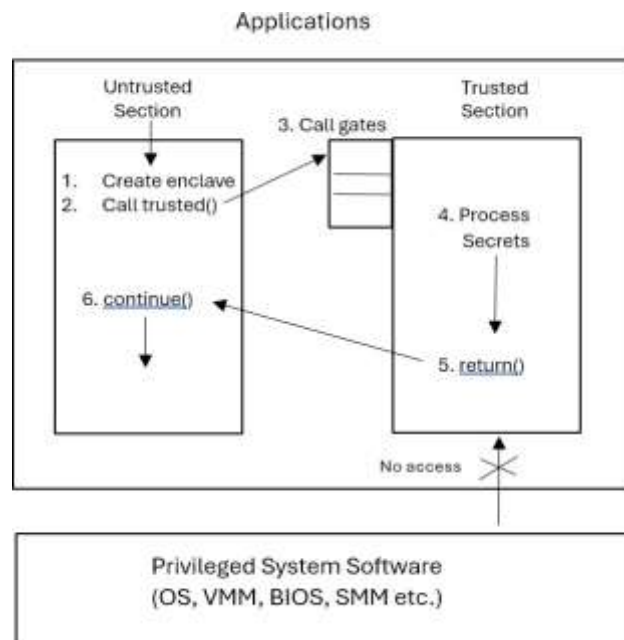 Applications
Untrusted
Section
Trusted
Section
3. Call gates
1. Create enclave
2. Call trusted()
4. Process
Secrets
6. continue()
5. return()
No access
Privileged System Software
(OS, VMM, BIOS, SMM etc.)